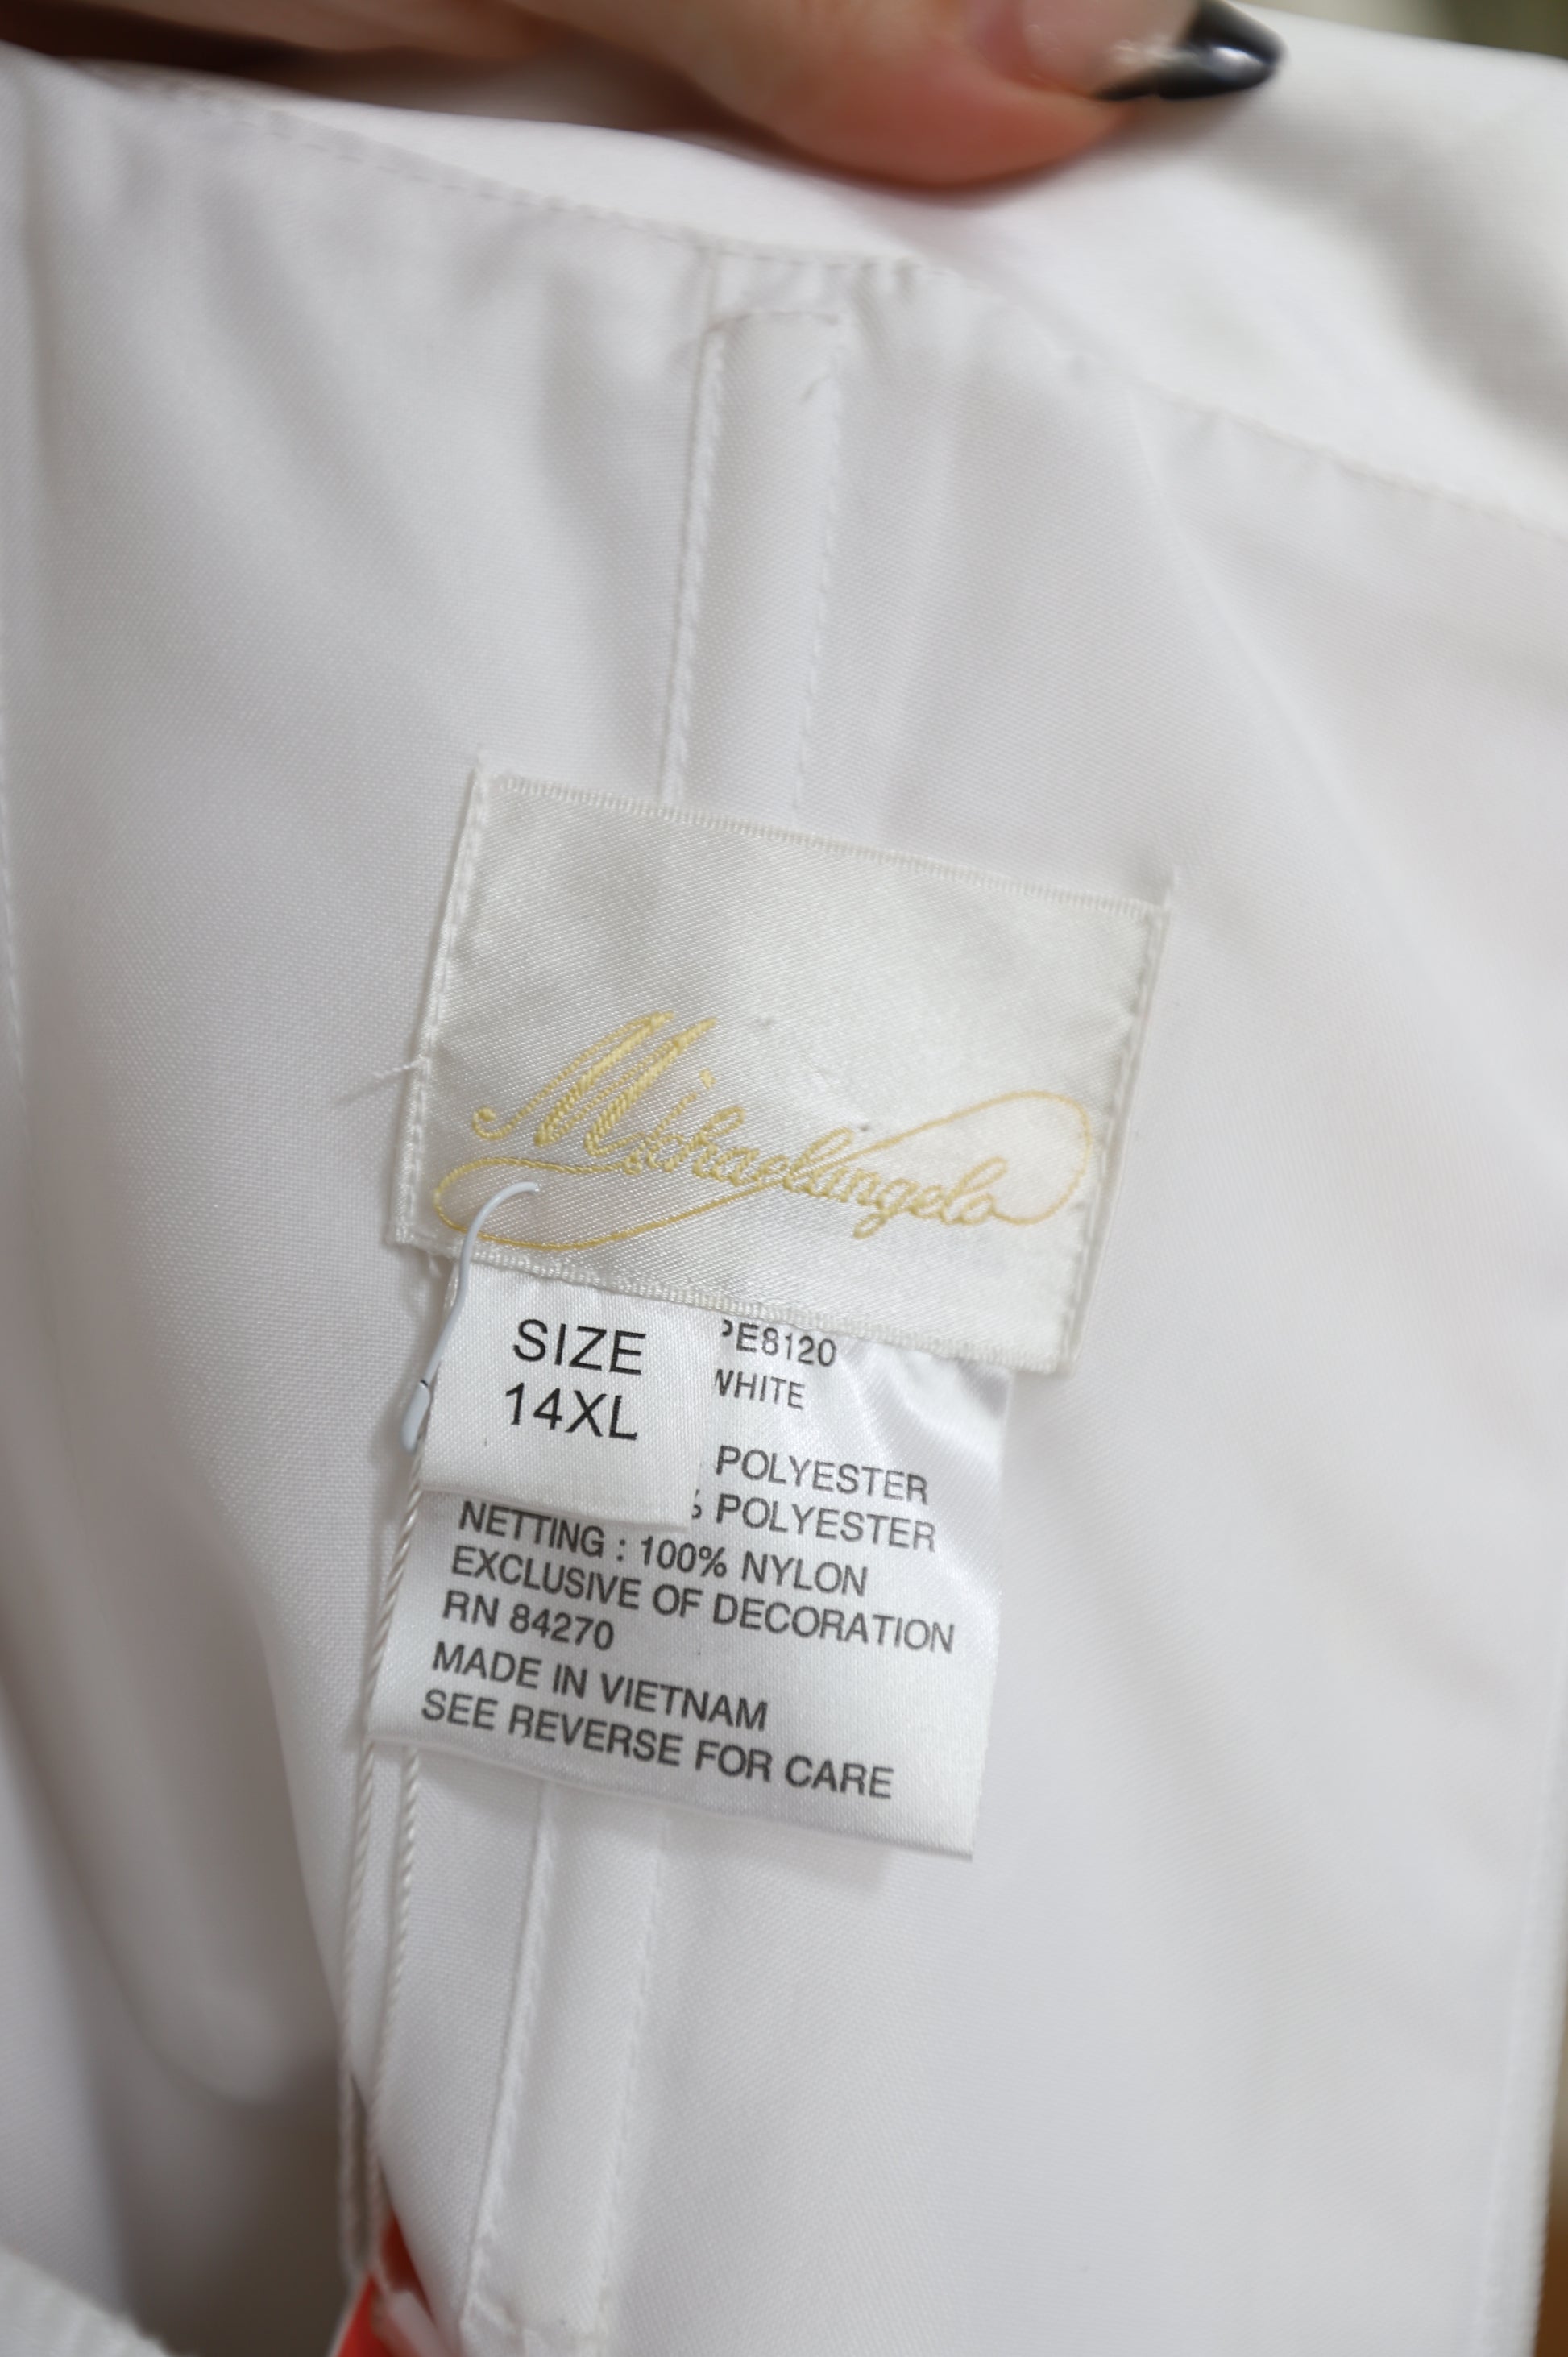 Michaelangelo
SIZE
14XL
PE8120
WHITE
POLYESTER
% POLYESTER
NETTING : 100% NYLON
EXCLUSIVE OF DECORATION
RN 84270
MADE IN VIETNAM
SEE REVERSE FOR CARE